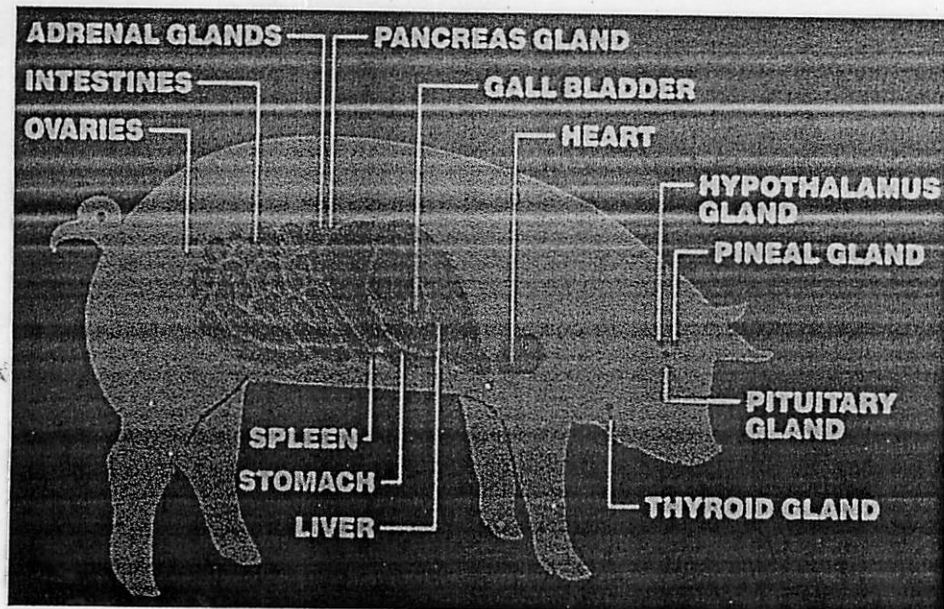 ADRENAL GLANDS
PANCREAS GLAND
INTESTINES
GALL BLADDER
OVARIES
HEART
HYPOTHALAMUS
GLAND
PINEAL GLAND
PITUITARY
GLAND
SPLEEN
STOMACH
THYROID GLAND
LIVER